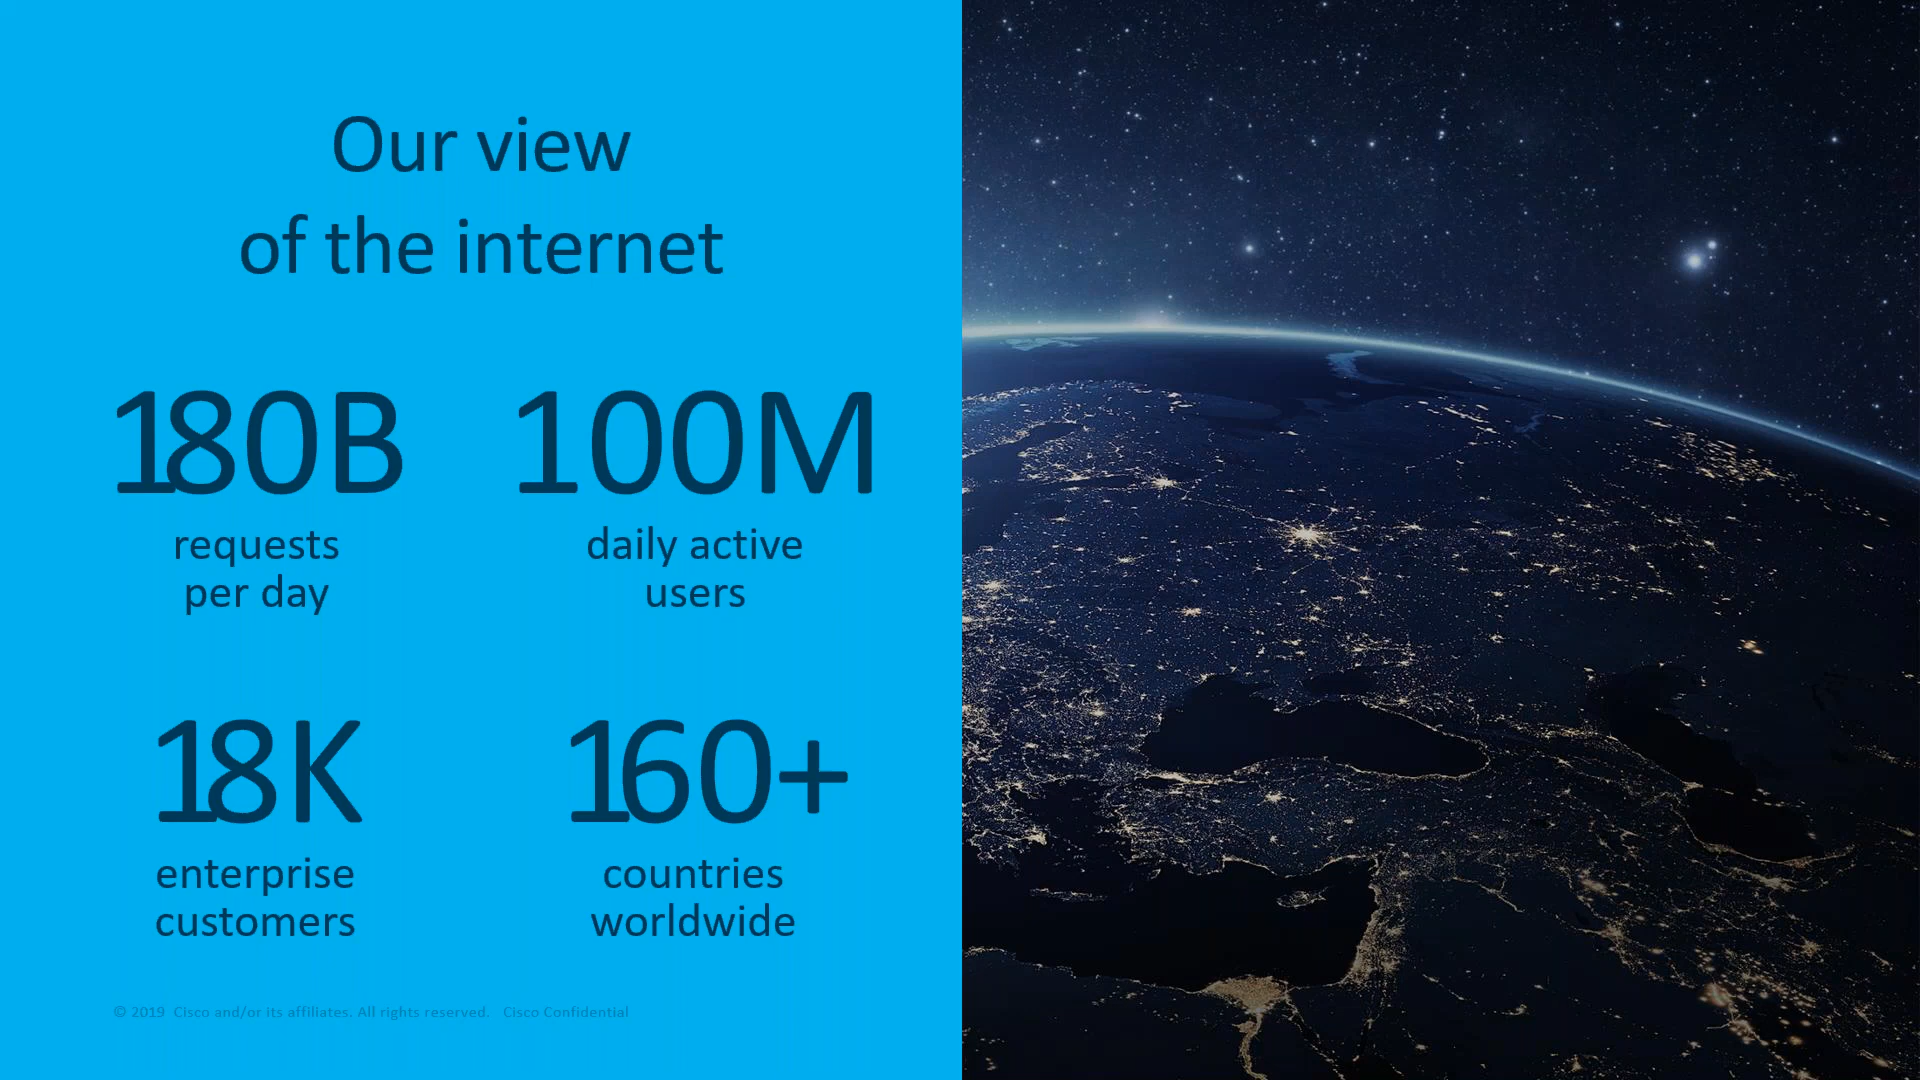 Our view
of the internet
180B
requests
per day
100M
daily active
users
18K
enterprise
customers
160+
countries
worldwide
© 2019 Cisco and/or its affiliates. All rights reserved. Cisco Confidential